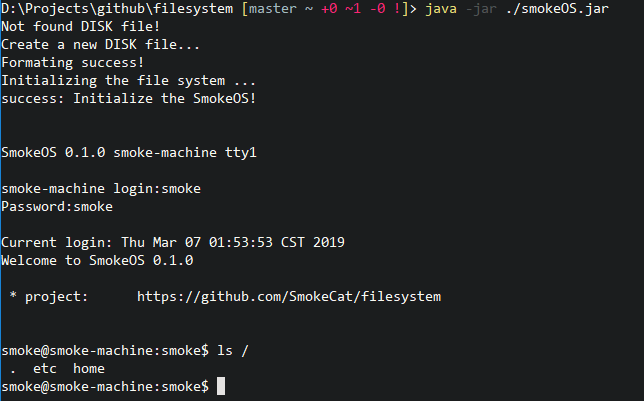 D:\Projects\github\filesystem [master ~ +0 ~1 -0 !]> java -jar ./smokeOS.jar
Not found DISK file!
Create a new DISK file...
Formating success!
Initializing the file system ...
success: Initialize the SmokeOS!
SmokeOS 0.1.0 smoke-machine tty1
smoke-machine login:smoke
Password:smoke
Current login: Thu Mar 07 01:53:53 CST 2019
Welcome to SmokeOS 0.1.0
* project:      https://github.com/SmokeCat/filesystem
smoke@smoke-machine:smoke$ ls /
.  etc  home
smoke@smoke-machine:smoke$